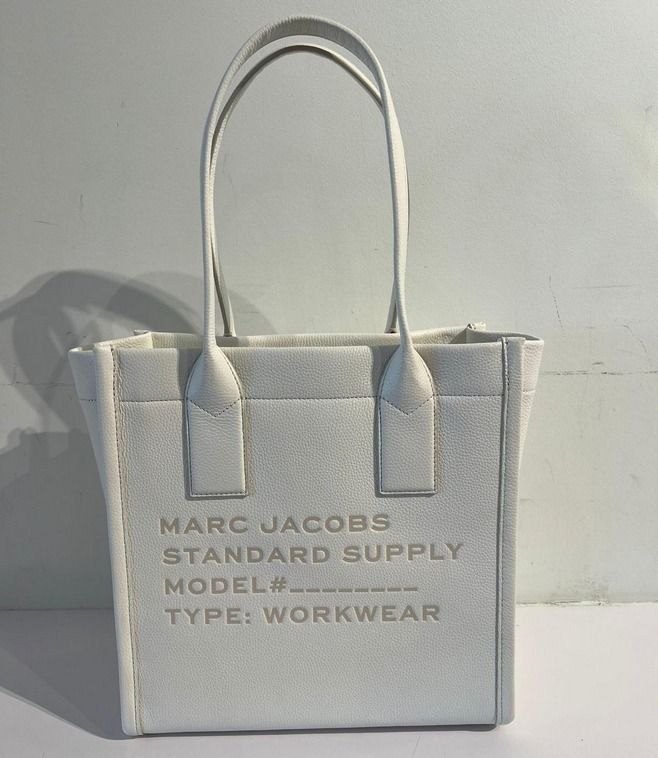 MARC JACOBS
STANDARD SUPPLY
MODEL#________
TYPE: WORKWEAR